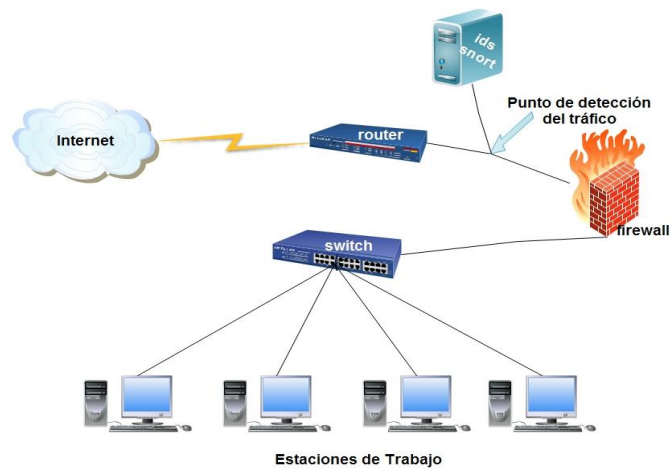 ids
snort
Punto de detección
del tráfico
Internet
router
firewall
switch
Estaciones de Trabajo